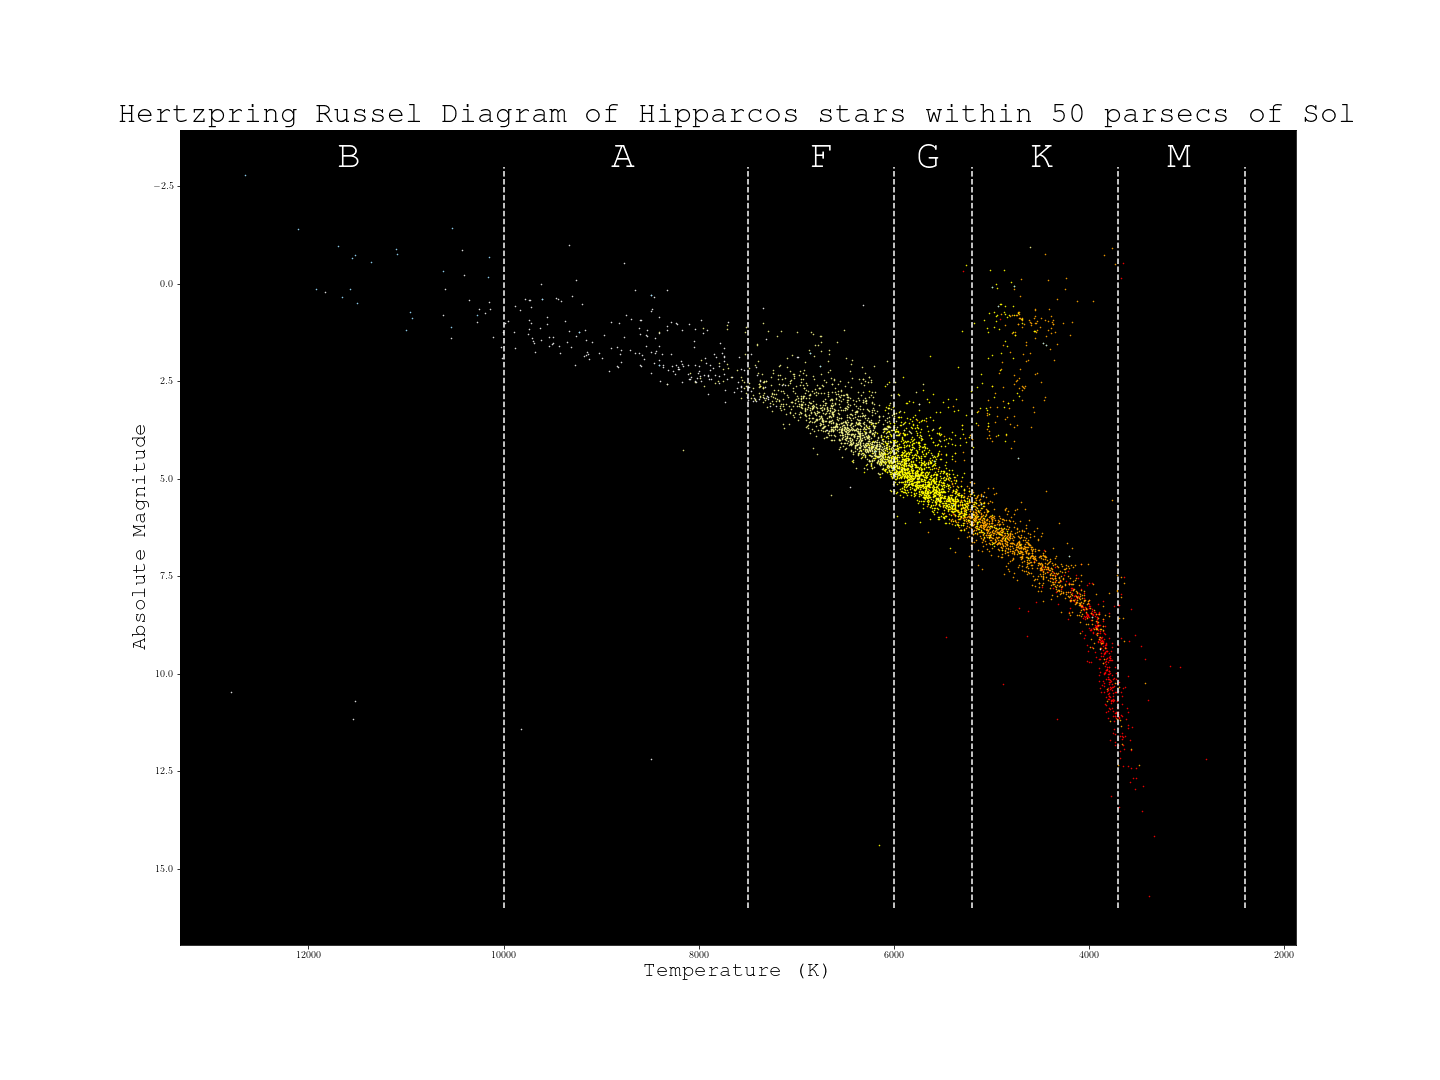 Hertzpring Russel Diagram of Hipparcos stars within 50 parsecs of Sol
B A F G K M
−2.5
0.0
2.5
5.0
7.5
10.0
12.5
15.0
Absolute Magnitude
12000 10000 8000 6000 4000 2000
Temperature (K)